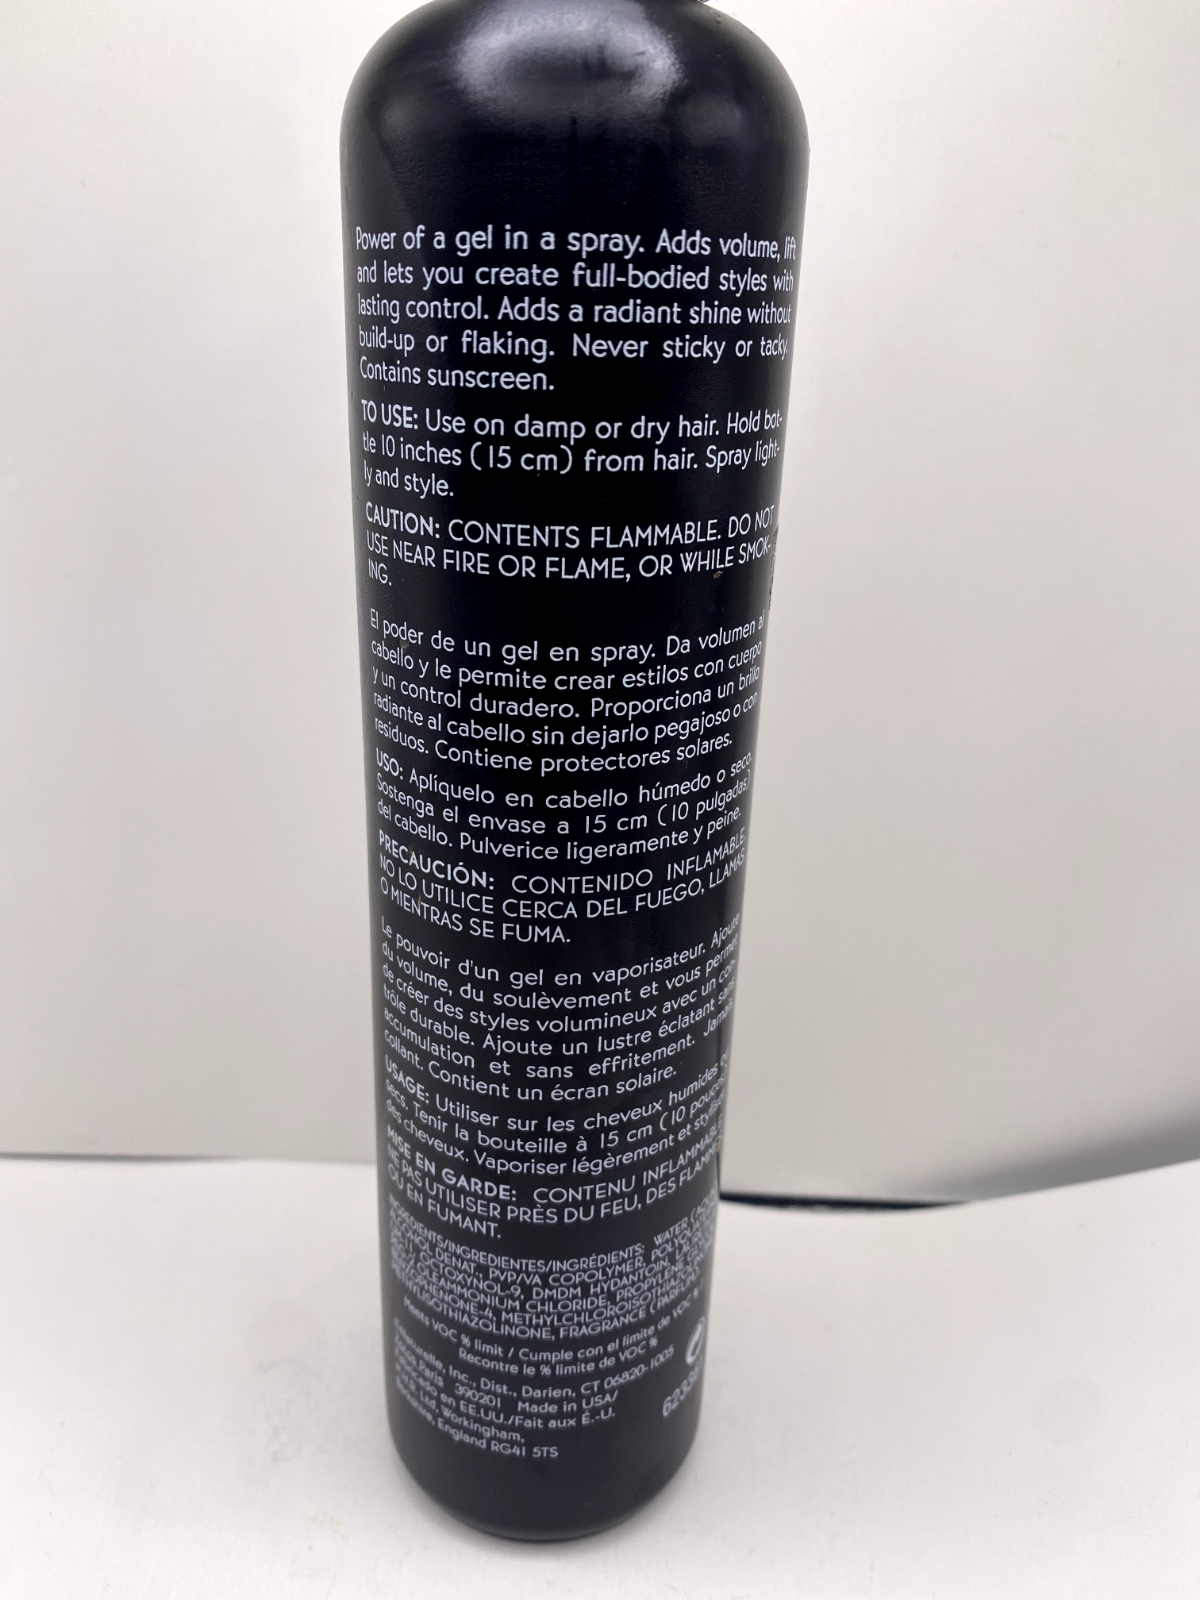 Power of a gel in a spray. Adds volume, lift
and lets you create full-bodied styles with
lasting control. Adds a radiant shine without
build-up or flaking. Never sticky or tacky.
Contains sunscreen.
TO USE: Use on damp or dry hair. Hold bot-
tle 10 inches (15 cm) from hair. Spray light-
ly and style.
CAUTION: CONTENTS FLAMMABLE. DO NOT
USE NEAR FIRE OR FLAME, OR WHILE SMOK-
ING.
El poder de un gel en spray. Da volumen al
cabello y le permite crear estilos con cuerpo
y un control duradero. Proporciona un brillo
radiante al cabello sin dejarlo pegajoso o con
residuos. Contiene protectores solares.
USO: Aplíquelo en cabello húmedo o seco.
Sostenga el envase a 15 cm (10 pulgadas)
del cabello. Pulverice ligeramente y peine.
PRECAUCIÓN: CONTENIDO INFLAMABLE.
NO LO UTILICE CERCA DEL FUEGO, LLAMAS
O MIENTRAS SE FUMA.
Le pouvoir d'un gel en vaporisateur. Ajoute
du volume, du soulèvement et vous permet
de créer des styles volumineux avec un con-
trôle durable. Ajoute un lustre éclatant sans
accumulation et sans effritement. Jamais
collant. Contient un écran solaire.
USAGE: Utiliser sur les cheveux humides ou
secs. Tenir la bouteille à 15 cm (10 pouces)
des cheveux. Vaporiser légèrement et styliser.
MISE EN GARDE: CONTENU INFLAMMABLE.
NE PAS UTILISER PRÈS DU FEU, DES FLAMMES
OU EN FUMANT.
INGREDIENTS/INGREDIENTES/INGRÉDIENTS: WATER (AQUA),
ALCOHOL DENAT., PVP/VA COPOLYMER,
OCTOXYNOL-9, DMDM HYDANTOIN,
CHLORIDE, PROPYLENE
METHYLCHLOROISOTHIAZOLINONE,
FRAGRANCE (PARFUM)
Meets VOC % limit / Cumple con el limite de VOC %
Recontre le % limite de VOC %
Inc., Dist., Darien, CT 06820-1005
Paris 390201 Made in USA/
Fabricado en EE.UU./Fait aux É.-U.
Ltd, Workingham,
England RG41 5TS